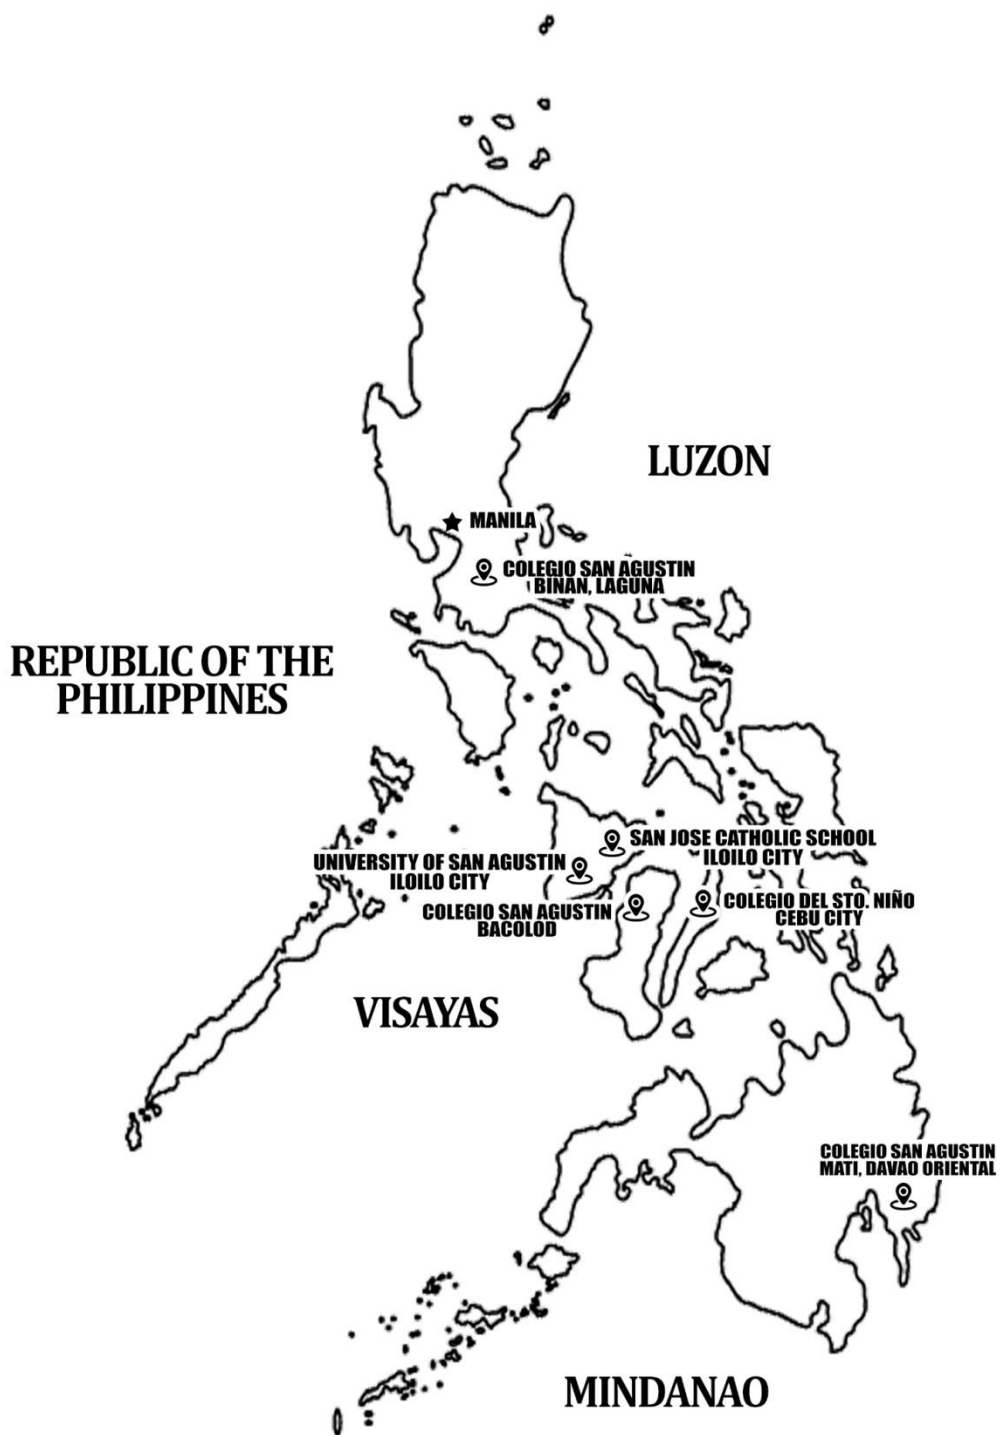 LUZON
MANILA
COLEGIO SAN AGUSTIN
BINAN, LAGUNA
REPUBLIC OF THE
PHILIPPINES
SAN JOSE CATHOLIC SCHOOL
ILOILO CITY
UNIVERSITY OF SAN AGUSTIN
ILOILO CITY
COLEGIO SAN AGUSTIN
BACOLOD
COLEGIO DEL STO. NIÑO
CEBU CITY
VISAYAS
COLEGIO SAN AGUSTIN
MATI, DAVAO ORIENTAL
MINDANAO